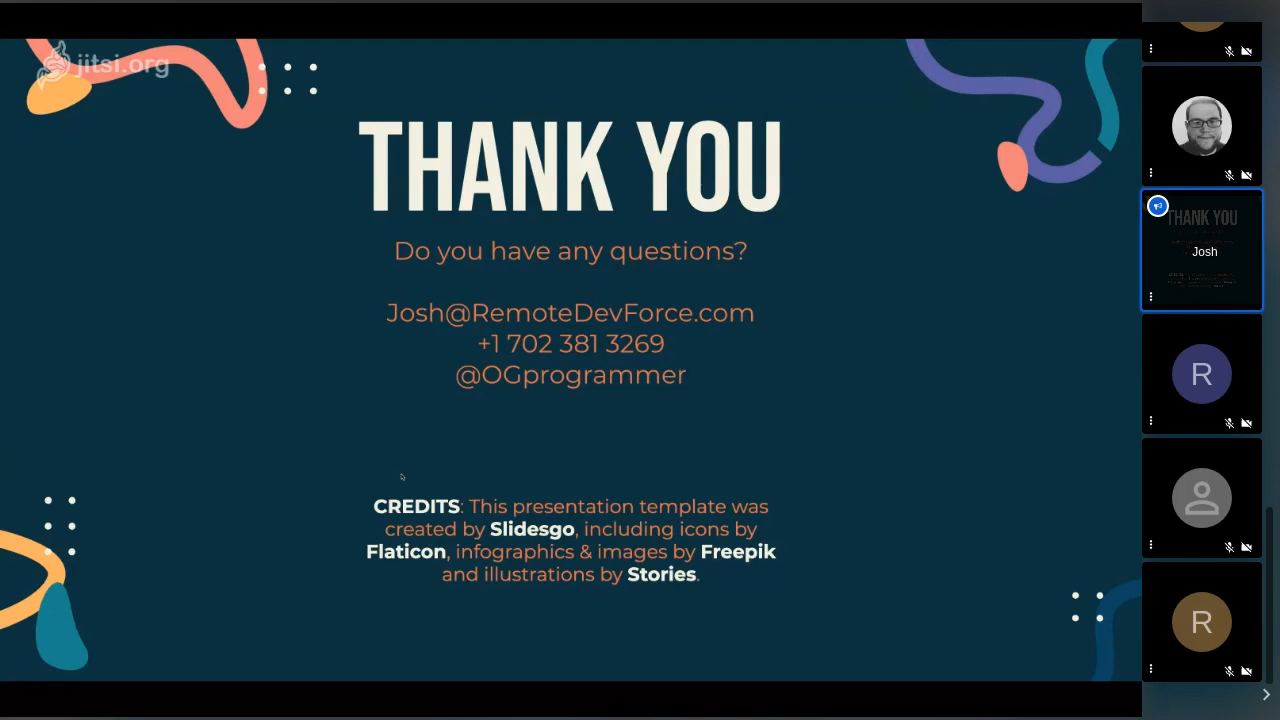 jitsi.org
THANK YOU
Do you have any questions?
Josh@RemoteDevForce.com
+1 702 381 3269
@OGprogrammer
CREDITS: This presentation template was
created by Slidesgo, including icons by
Flaticon, infographics & images by Freepik
and illustrations by Stories.
THANK YOU
Josh
R
R